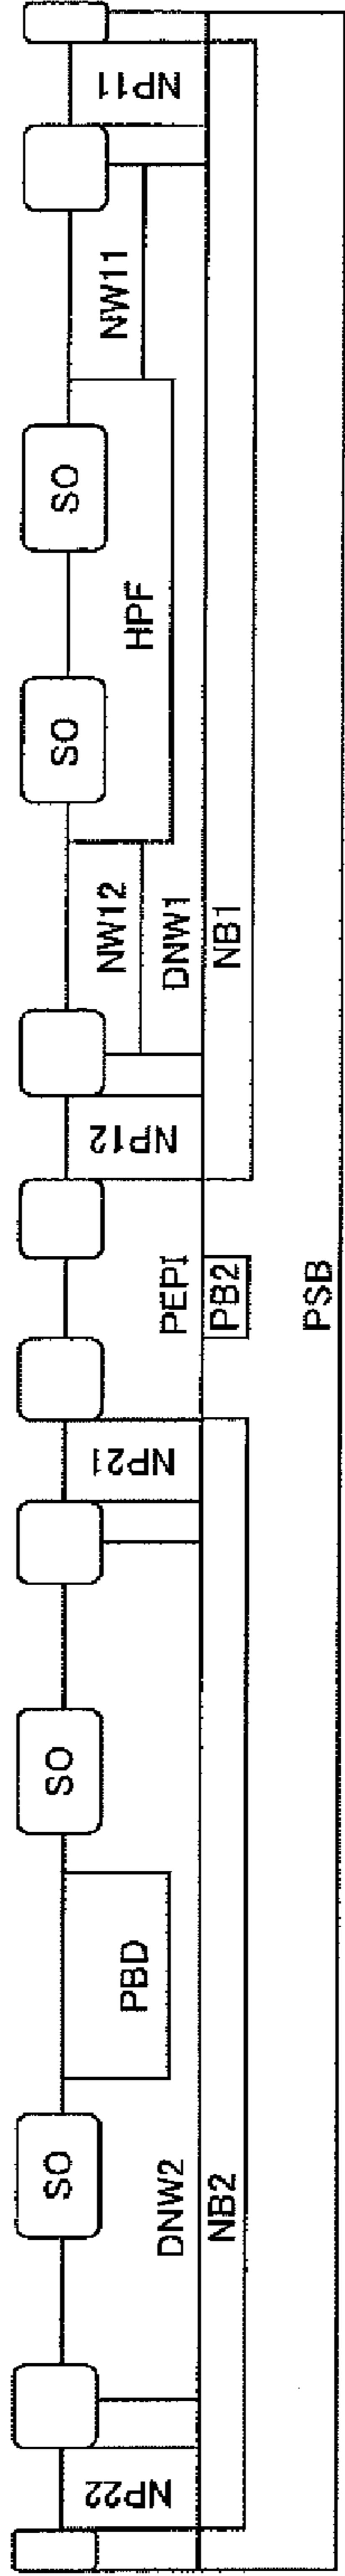 SO
SO
SO
SO
NP22
PBD
NP21
NP12
NW12
HPF
NW11
NP11
DNW2
PEPI
DNW1
NB2
PB2
NB1
PSB